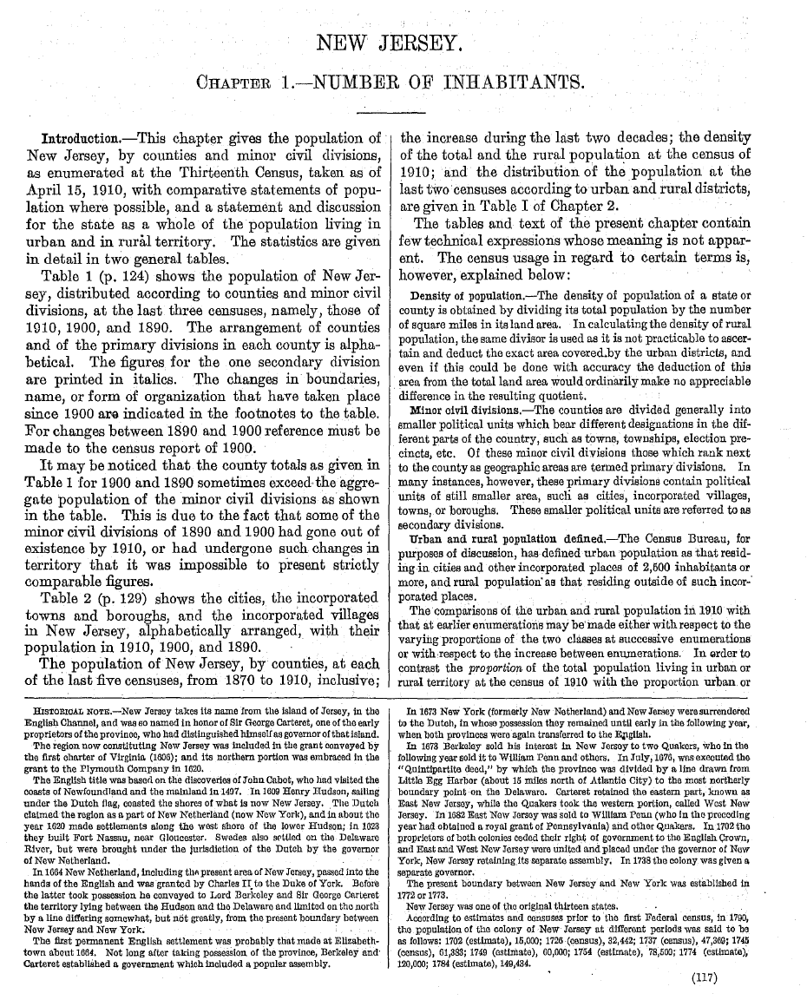 NEW JERSEY.
CHAPTER 1.—NUMBER OF INHABITANTS.
Introduction.—This chapter gives the population of
New Jersey, by counties and minor civil divisions,
as enumerated at the Thirteenth Census, taken as of
April 15, 1910, with comparative statements of popu-
lation where possible, and a statement and discussion
for the state as a whole of the population living in
urban and in rural territory. The statistics are given
in detail in two general tables.
Table 1 (p. 124) shows the population of New Jer-
sey, distributed according to counties and minor civil
divisions, at the last three censuses, namely, those of
1910, 1900, and 1890. The arrangement of counties
and of the primary divisions in each county is alpha-
betical. The figures for the one secondary division
are printed in italics. The changes in boundaries,
name, or form of organization that have taken place
since 1900 are indicated in the footnotes to the table.
For changes between 1890 and 1900 reference must be
made to the census report of 1900.
It may be noticed that the county totals as given in
Table 1 for 1900 and 1890 sometimes exceed the aggre-
gate population of the minor civil divisions as shown
in the table. This is due to the fact that some of the
minor civil divisions of 1890 and 1900 had gone out of
existence by 1910, or had undergone such changes in
territory that it was impossible to present strictly
comparable figures.
Table 2 (p. 129) shows the cities, the incorporated
towns and boroughs, and the incorporated villages
in New Jersey, alphabetically arranged, with their
population in 1910, 1900, and 1890.
The population of New Jersey, by counties, at each
of the last five censuses, from 1870 to 1910, inclusive;
the increase during the last two decades; the density
of the total and the rural population at the census of
1910; and the distribution of the population at the
last two censuses according to urban and rural districts,
are given in Table I of Chapter 2.
The tables and text of the present chapter contain
few technical expressions whose meaning is not appar-
ent. The census usage in regard to certain terms is,
however, explained below:
Density of population.—The density of population of a state or
county is obtained by dividing its total population by the number
of square miles in its land area. In calculating the density of rural
population, the same divisor is used as it is not practicable to ascer-
tain and deduct the exact area covered by the urban districts, and
even if this could be done with accuracy the deduction of this
area from the total land area would ordinarily make no appreciable
difference in the resulting quotient.
Minor civil divisions.—The counties are divided generally into
smaller political units which bear different designations in the dif-
ferent parts of the country, such as towns, townships, election pre-
cincts, etc. Of these minor civil divisions those which rank next
to the county as geographic areas are termed primary divisions. In
many instances, however, these primary divisions contain political
units of still smaller area, such as cities, incorporated villages,
towns, or boroughs. These smaller political units are referred to as
secondary divisions.
Urban and rural population defined.—The Census Bureau, for
purposes of discussion, has defined urban population as that resid-
ing in cities and other incorporated places of 2,500 inhabitants or
more, and rural population as that residing outside of such incor-
porated places.
The comparisons of the urban and rural population in 1910 with
that at earlier enumerations may be made either with respect to the
varying proportions of the two classes at successive enumerations
or with respect to the increase between enumerations. In order to
contrast the proportion of the total population living in urban or
rural territory at the census of 1910 with the proportion urban or
HISTORICAL NOTE.—New Jersey takes its name from the island of Jersey, in the
English Channel, and was so named in honor of Sir George Carteret, one of the early
proprietors of the province, who had distinguished himself as governor of that island.
The region now constituting New Jersey was included in the grant conveyed by
the first charter of Virginia (1606); and its northern portion was embraced in the
grant to the Plymouth Company in 1620.
The English title was based on the discoveries of John Cabot, who had visited the
coasts of Newfoundland and the mainland in 1497. In 1609 Henry Hudson, sailing
under the Dutch flag, coasted the shores of what is now New Jersey. The Dutch
claimed the region as a part of New Netherland (now New York), and in about the
year 1620 made settlements along the west shore of the lower Hudson; in 1623
they built Fort Nassau, near Gloucester. Swedes also settled on the Delaware
River, but were brought under the jurisdiction of the Dutch by the governor
of New Netherland.
In 1664 New Netherland, including the present area of New Jersey, passed into the
hands of the English and was granted by Charles II to the Duke of York. Before
the latter took possession he conveyed to Lord Berkeley and Sir George Carteret
the territory lying between the Hudson and the Delaware and limited on the north
by a line differing somewhat, but not greatly, from the present boundary between
New Jersey and New York.
The first permanent English settlement was probably that made at Elizabeth-
town about 1664. Not long after taking possession of the province, Berkeley and
Carteret established a government which included a popular assembly.
In 1673 New York (formerly New Netherland) and New Jersey were surrendered
to the Dutch, in whose possession they remained until early in the following year,
when both provinces were again transferred to the English.
In 1673 Berkeley sold his interest in New Jersey to two Quakers, who in the
following year sold it to William Penn and others. In July, 1676, was executed the
"Quintipartite deed," by which the province was divided by a line drawn from
Little Egg Harbor (about 15 miles north of Atlantic City) to the most northerly
boundary point on the Delaware. Carteret retained the eastern part, known as
East New Jersey, while the Quakers took the western portion, called West New
Jersey. In 1682 East New Jersey was sold to William Penn (who in the preceding
year had obtained a royal grant of Pennsylvania) and other Quakers. In 1702 the
proprietors of both colonies ceded their right of government to the English Crown,
and East and West New Jersey were united and placed under the governor of New
York, New Jersey retaining its separate assembly. In 1738 the colony was given a
separate governor.
The present boundary between New Jersey and New York was established in
1772 or 1773.
New Jersey was one of the original thirteen states.
According to estimates and censuses prior to the first Federal census, in 1790,
the population of the colony of New Jersey at different periods was said to be
as follows: 1702 (estimate), 15,000; 1726 (census), 32,442; 1737 (census), 47,369; 1745
(census), 61,383; 1749 (estimate), 60,000; 1754 (estimate), 78,500; 1774 (estimate),
120,000; 1784 (estimate), 149,434.
(117)